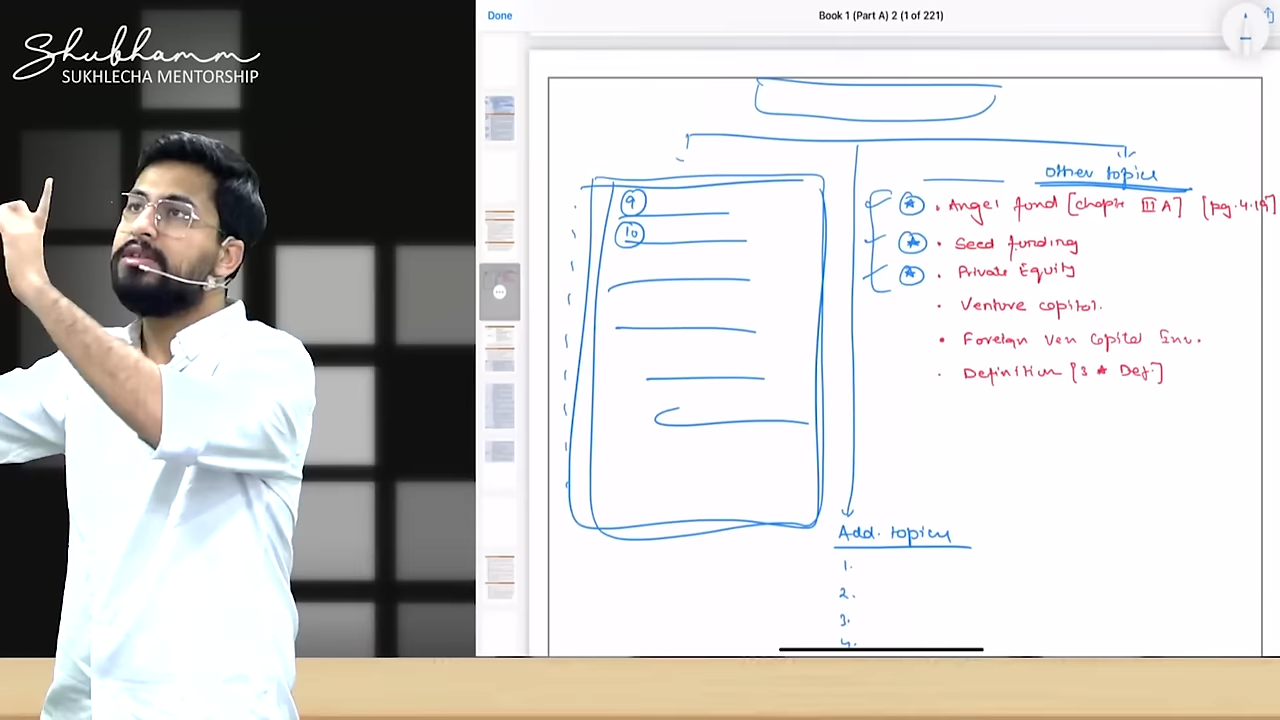 Shubhamm
SUKHLECHA MENTORSHIP
Done
Book 1 (Part A) 2 (1 of 221)
9
10
Other topics
Angel fund [chapte III A] [pg. 4.19]
Seed funding
Private Equity
Venture capital.
Foreign Ven Capital Inv.
Definition [3 * Def.]
Add. topics
1.
2.
3.
4.